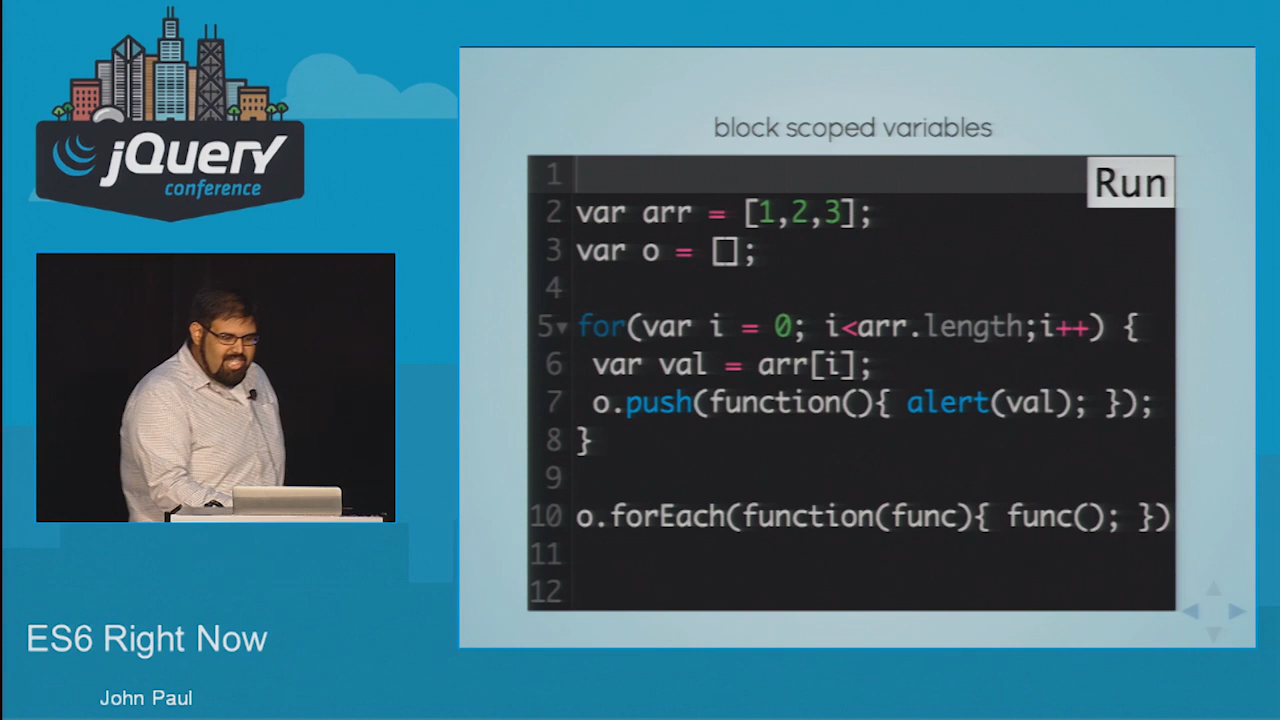 jQuery
conference
ES6 Right Now
John Paul
block scoped variables
Run
1
2 var arr = [1,2,3];
3 var o = [];
4
5 for(var i = 0; i<arr.length;i++) {
6 var val = arr[i];
7 o.push(function(){ alert(val); });
8 }
9
10 o.forEach(function(func){ func(); })
11
12